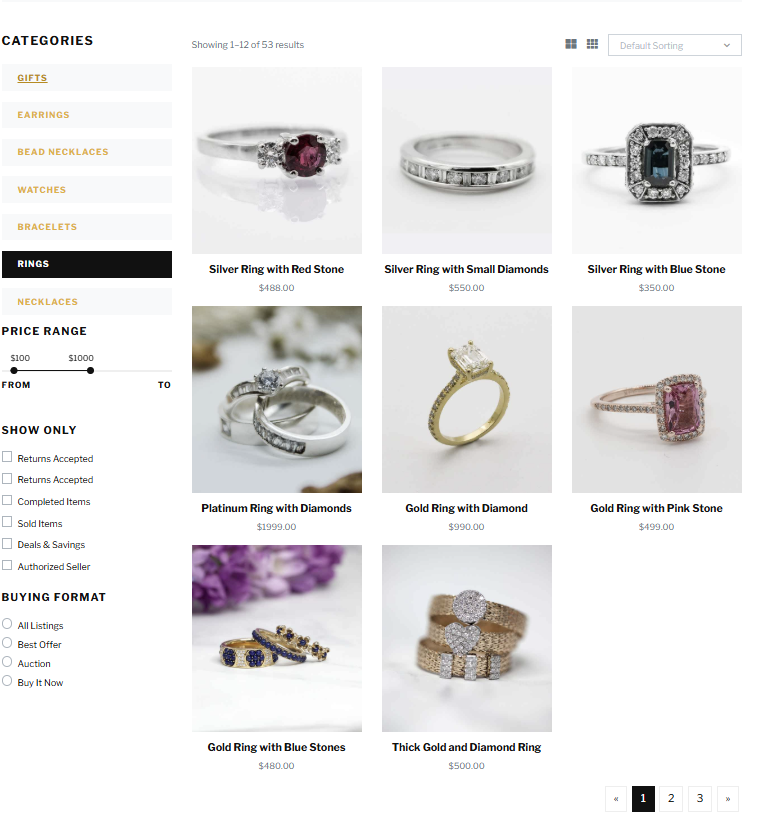 CATEGORIES
GIFTS
EARRINGS
BEAD NECKLACES
WATCHES
BRACELETS
RINGS
NECKLACES
PRICE RANGE
$100 $1000
FROM TO
SHOW ONLY
Returns Accepted
Returns Accepted
Completed Items
Sold Items
Deals & Savings
Authorized Seller
BUYING FORMAT
All Listings
Best Offer
Auction
Buy It Now
Showing 1–12 of 53 results
Default Sorting
Silver Ring with Red Stone
$488.00
Silver Ring with Small Diamonds
$550.00
Silver Ring with Blue Stone
$350.00
Platinum Ring with Diamonds
$1999.00
Gold Ring with Diamond
$990.00
Gold Ring with Pink Stone
$499.00
Gold Ring with Blue Stones
$480.00
Thick Gold and Diamond Ring
$500.00
« 1 2 3 »